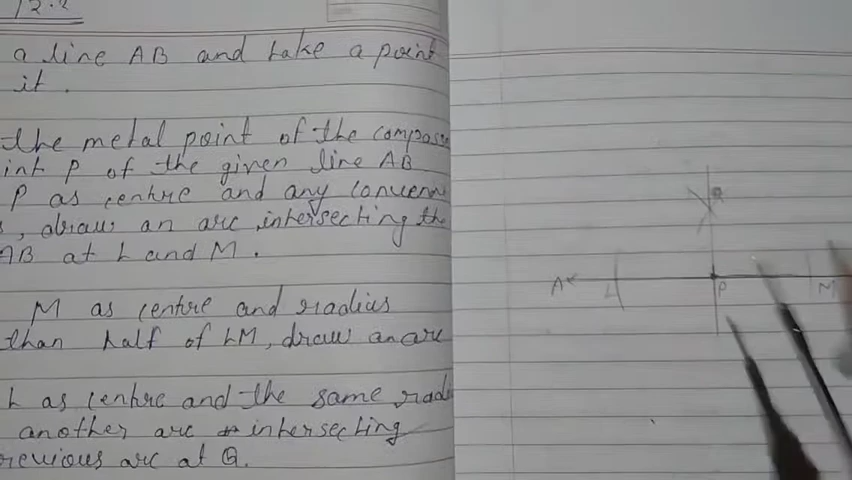 12.2
a line AB and take a point
it.
the metal point of the compass
int P of the given line AB
P as centre and any conven
s, draw an arc intersecting the
AB at L and M.
M as centre and radius
than half of LM, draw an arc
L as centre and the same radi
another arc intersecting
previous arc at Q.
Q
A
L
P
M